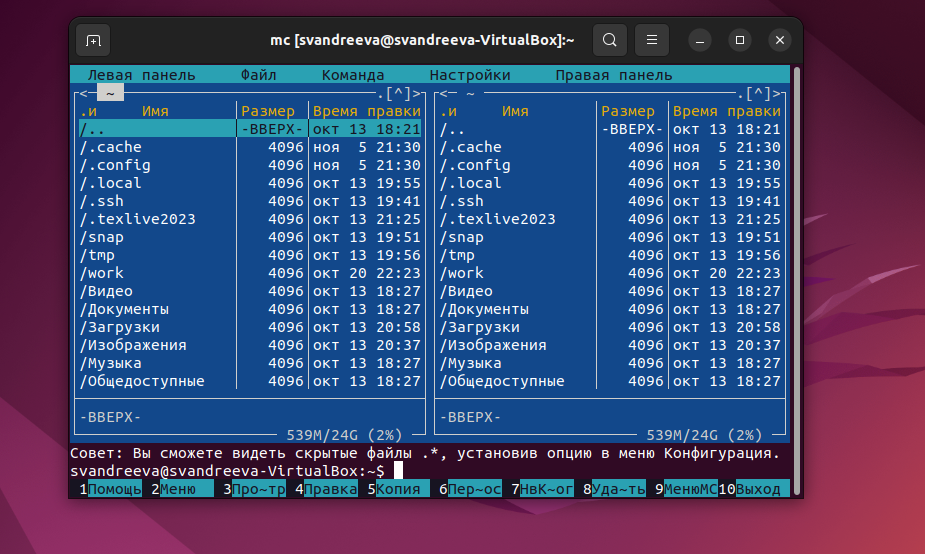 mc [svandreeva@svandreeva-VirtualBox]:~
Левая панель Файл Команда Настройки Правая панель
<─ ~ ─.[^]> <─ ~ ─.[^]>
.и Имя Размер Время правки .и Имя Размер Время правки
/.. -ВВЕРХ- окт 13 18:21 /.. -ВВЕРХ- окт 13 18:21
/.cache 4096 ноя 5 21:30 /.cache 4096 ноя 5 21:30
/.config 4096 ноя 5 21:30 /.config 4096 ноя 5 21:30
/.local 4096 окт 13 19:55 /.local 4096 окт 13 19:55
/.ssh 4096 окт 13 19:41 /.ssh 4096 окт 13 19:41
/.texlive2023 4096 окт 13 21:25 /.texlive2023 4096 окт 13 21:25
/snap 4096 окт 13 19:51 /snap 4096 окт 13 19:51
/tmp 4096 окт 13 19:56 /tmp 4096 окт 13 19:56
/work 4096 окт 20 22:23 /work 4096 окт 20 22:23
/Видео 4096 окт 13 18:27 /Видео 4096 окт 13 18:27
/Документы 4096 окт 13 18:27 /Документы 4096 окт 13 18:27
/Загрузки 4096 окт 13 20:58 /Загрузки 4096 окт 13 20:58
/Изображения 4096 окт 13 20:37 /Изображения 4096 окт 13 20:37
/Музыка 4096 окт 13 18:27 /Музыка 4096 окт 13 18:27
/Общедоступные 4096 окт 13 18:27 /Общедоступные 4096 окт 13 18:27
-ВВЕРХ- -ВВЕРХ-
539M/24G (2%) 539M/24G (2%)
Совет: Вы сможете видеть скрытые файлы .*, установив опцию в меню Конфигурация.
svandreeva@svandreeva-VirtualBox:~$
1Помощь 2Меню 3Про~тр 4Правка 5Копия 6Пер~ос 7НвК~ог 8Уда~ть 9МенюMC 10Выход